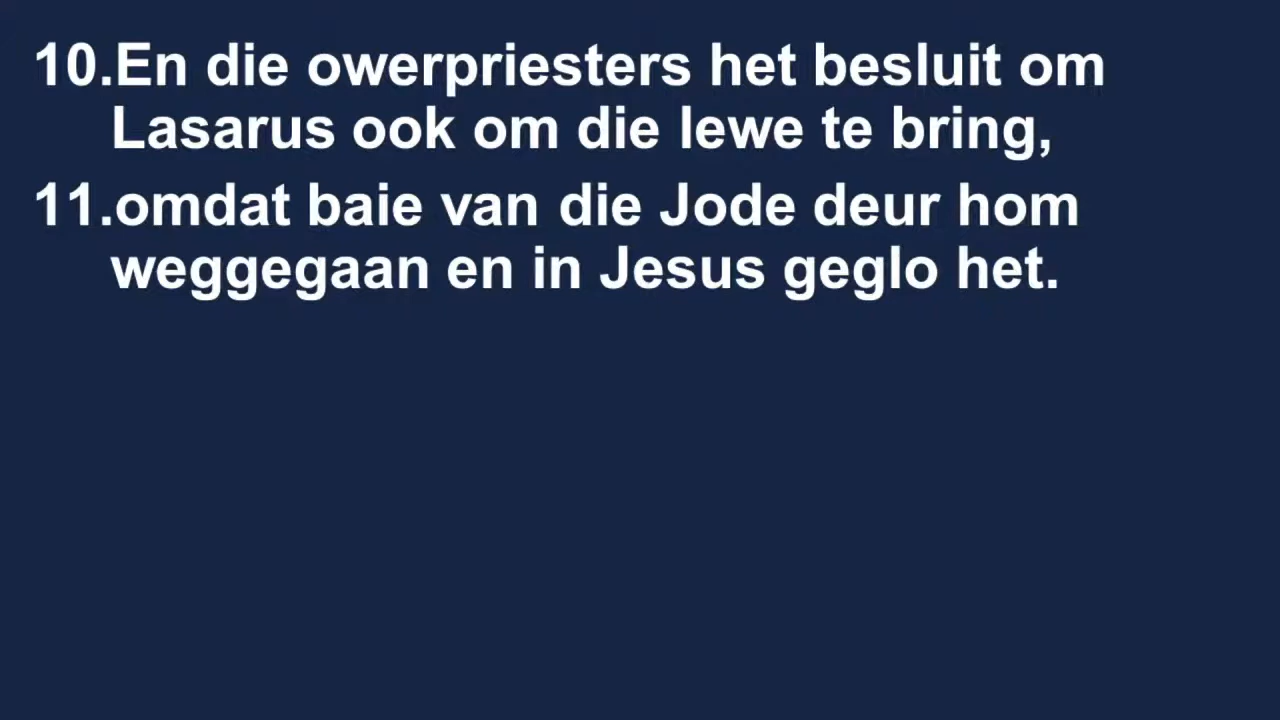 10.En die owerpriesters het besluit om
Lasarus ook om die lewe te bring,
11.omdat baie van die Jode deur hom
weggegaan en in Jesus geglo het.